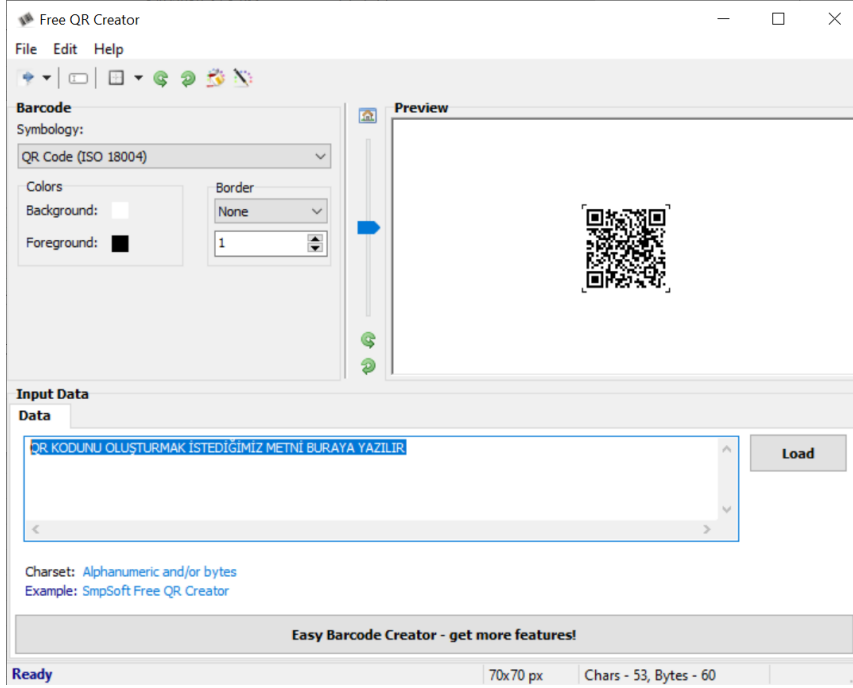 Free QR Creator
File Edit Help
Barcode
Symbology:
QR Code (ISO 18004)
Colors
Background:
Foreground:
Border
None
1
Preview
Input Data
Data
QR KODUNU OLUŞTURMAK İSTEDİĞİMİZ METNİ BURAYA YAZILIR
Load
Charset: Alphanumeric and/or bytes
Example: SmpSoft Free QR Creator
Easy Barcode Creator - get more features!
Ready 70x70 px Chars - 53, Bytes - 60